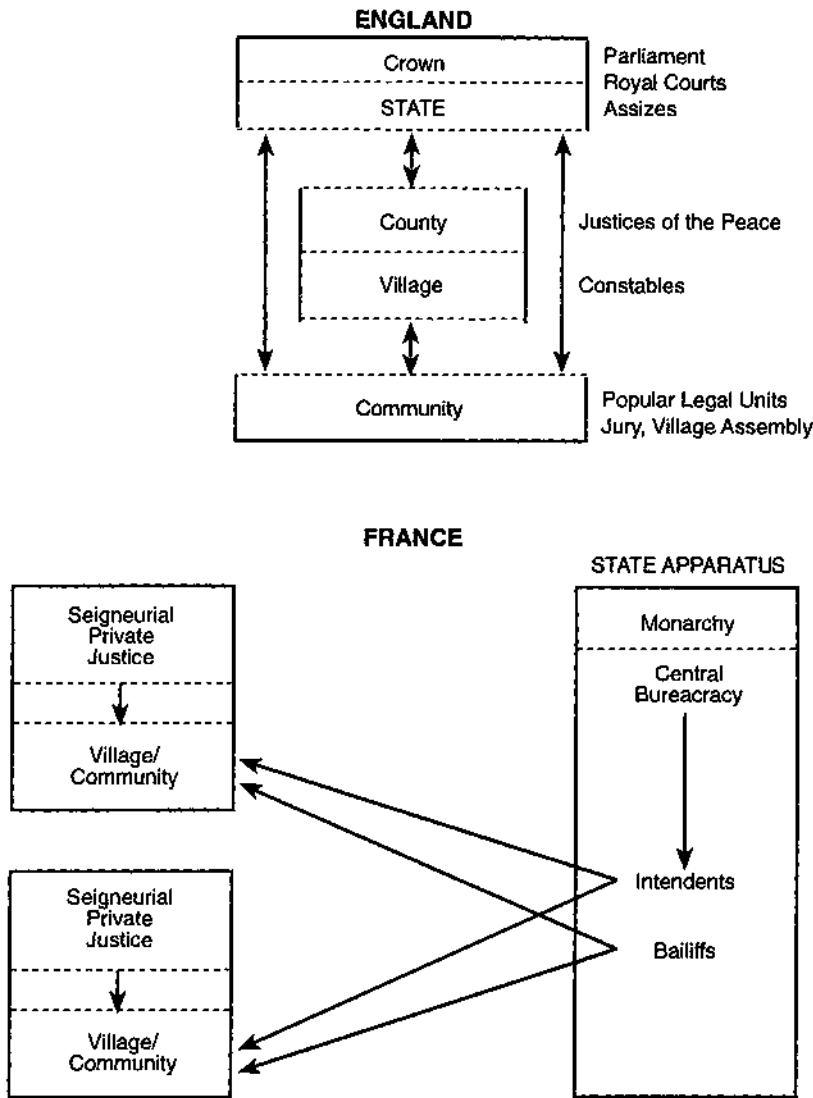 ENGLAND
Crown
STATE
Parliament
Royal Courts
Assizes
County
Village
Justices of the Peace
Constables
Community
Popular Legal Units
Jury, Village Assembly
FRANCE
STATE APPARATUS
Seigneurial
Private
Justice
Village/
Community
Monarchy
Central
Bureacracy
Intendents
Bailiffs
Seigneurial
Private
Justice
Village/
Community